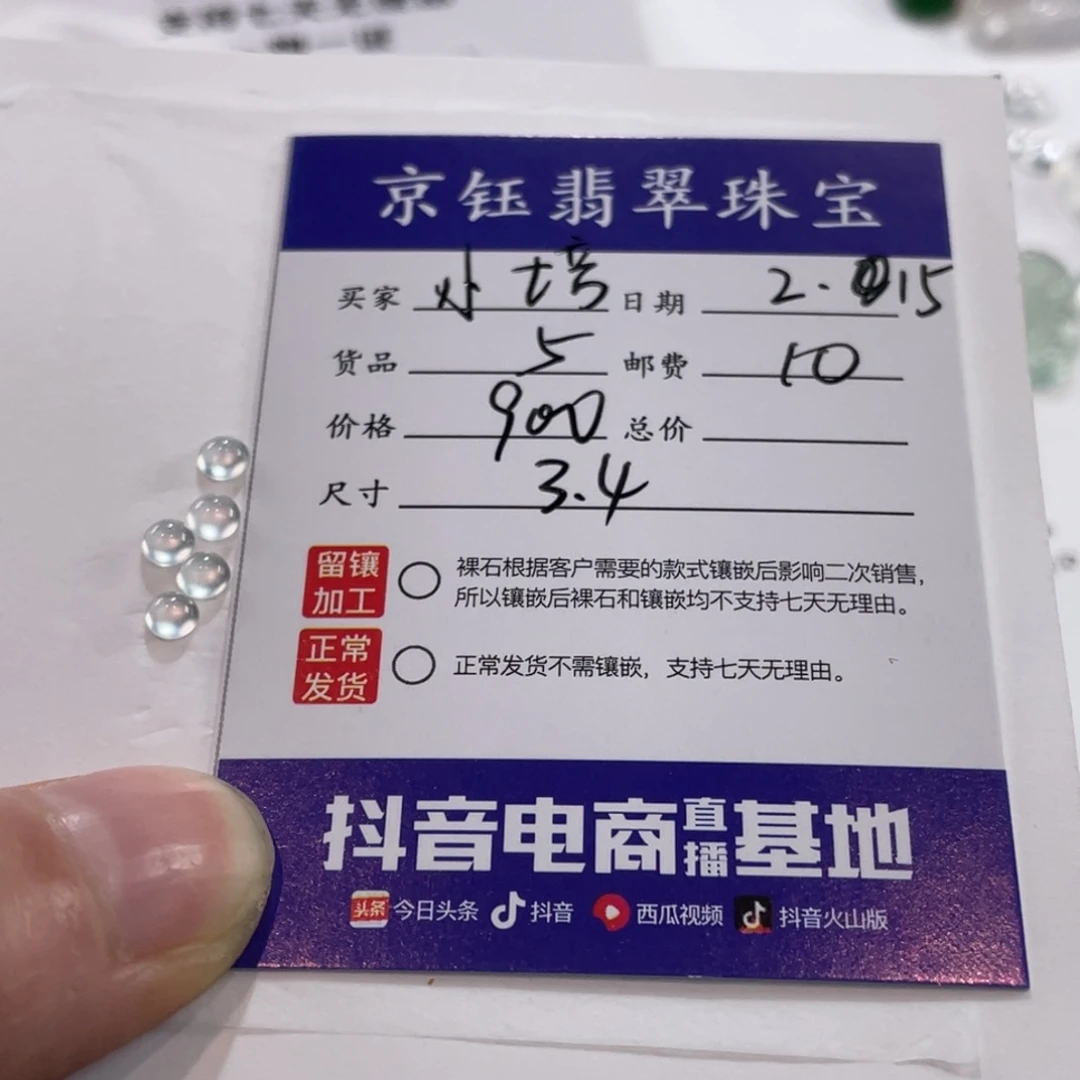 京钰翡翠珠宝
买家 小培 日期 2.15
货品 5 邮费 10
价格 900 总价
尺寸 3.4
留镶加工 裸石根据客户需要的款式镶嵌后影响二次销售，
所以镶嵌后裸石和镶嵌均不支持七天无理由。
正常发货 正常发货不需镶嵌，支持七天无理由。
抖音电商直播基地
头条 今日头条 抖音 西瓜视频 抖音火山版